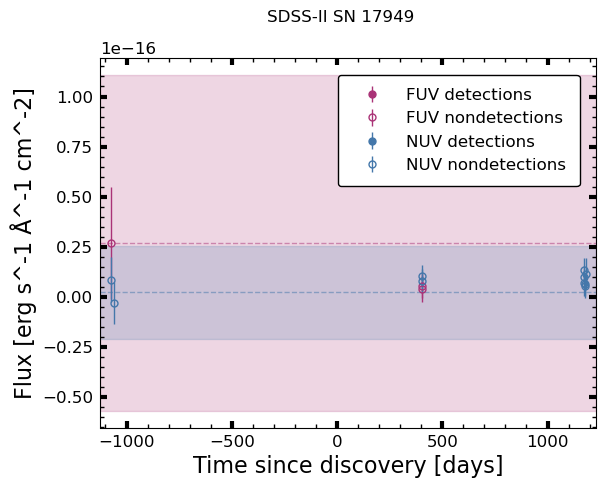 SDSS-II SN 17949
1e−16
FUV detections
FUV nondetections
NUV detections
NUV nondetections
1.00
0.75
0.50
0.25
0.00
−0.25
−0.50
Flux [erg s^-1 Å^-1 cm^-2]
−1000
−500
0
500
1000
Time since discovery [days]